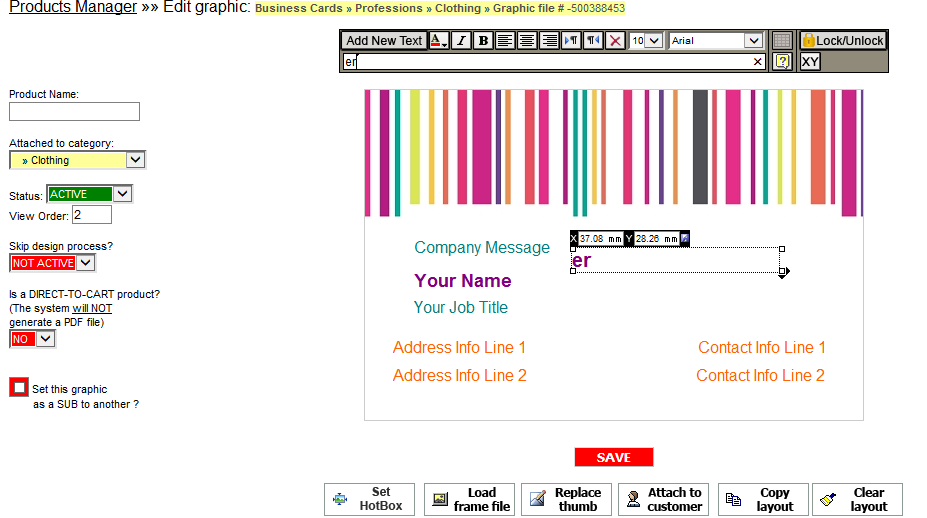 Products Manager »» Edit graphic: Business Cards » Professions » Clothing » Graphic file # -500388453
Add New Text A I B 10 Arial Lock/Unlock
er × ? XY
Product Name:
Attached to category:
» Clothing
Status: ACTIVE
View Order: 2
Skip design process?
NOT ACTIVE
Is a DIRECT-TO-CART product?
(The system will NOT
generate a PDF file)
NO
Set this graphic
as a SUB to another ?
X 37.08 mm Y 28.26 mm
Company Message
er
Your Name
Your Job Title
Address Info Line 1
Contact Info Line 1
Address Info Line 2
Contact Info Line 2
SAVE
Set
HotBox
Load
frame file
Replace
thumb
Attach to
customer
Copy
layout
Clear
layout